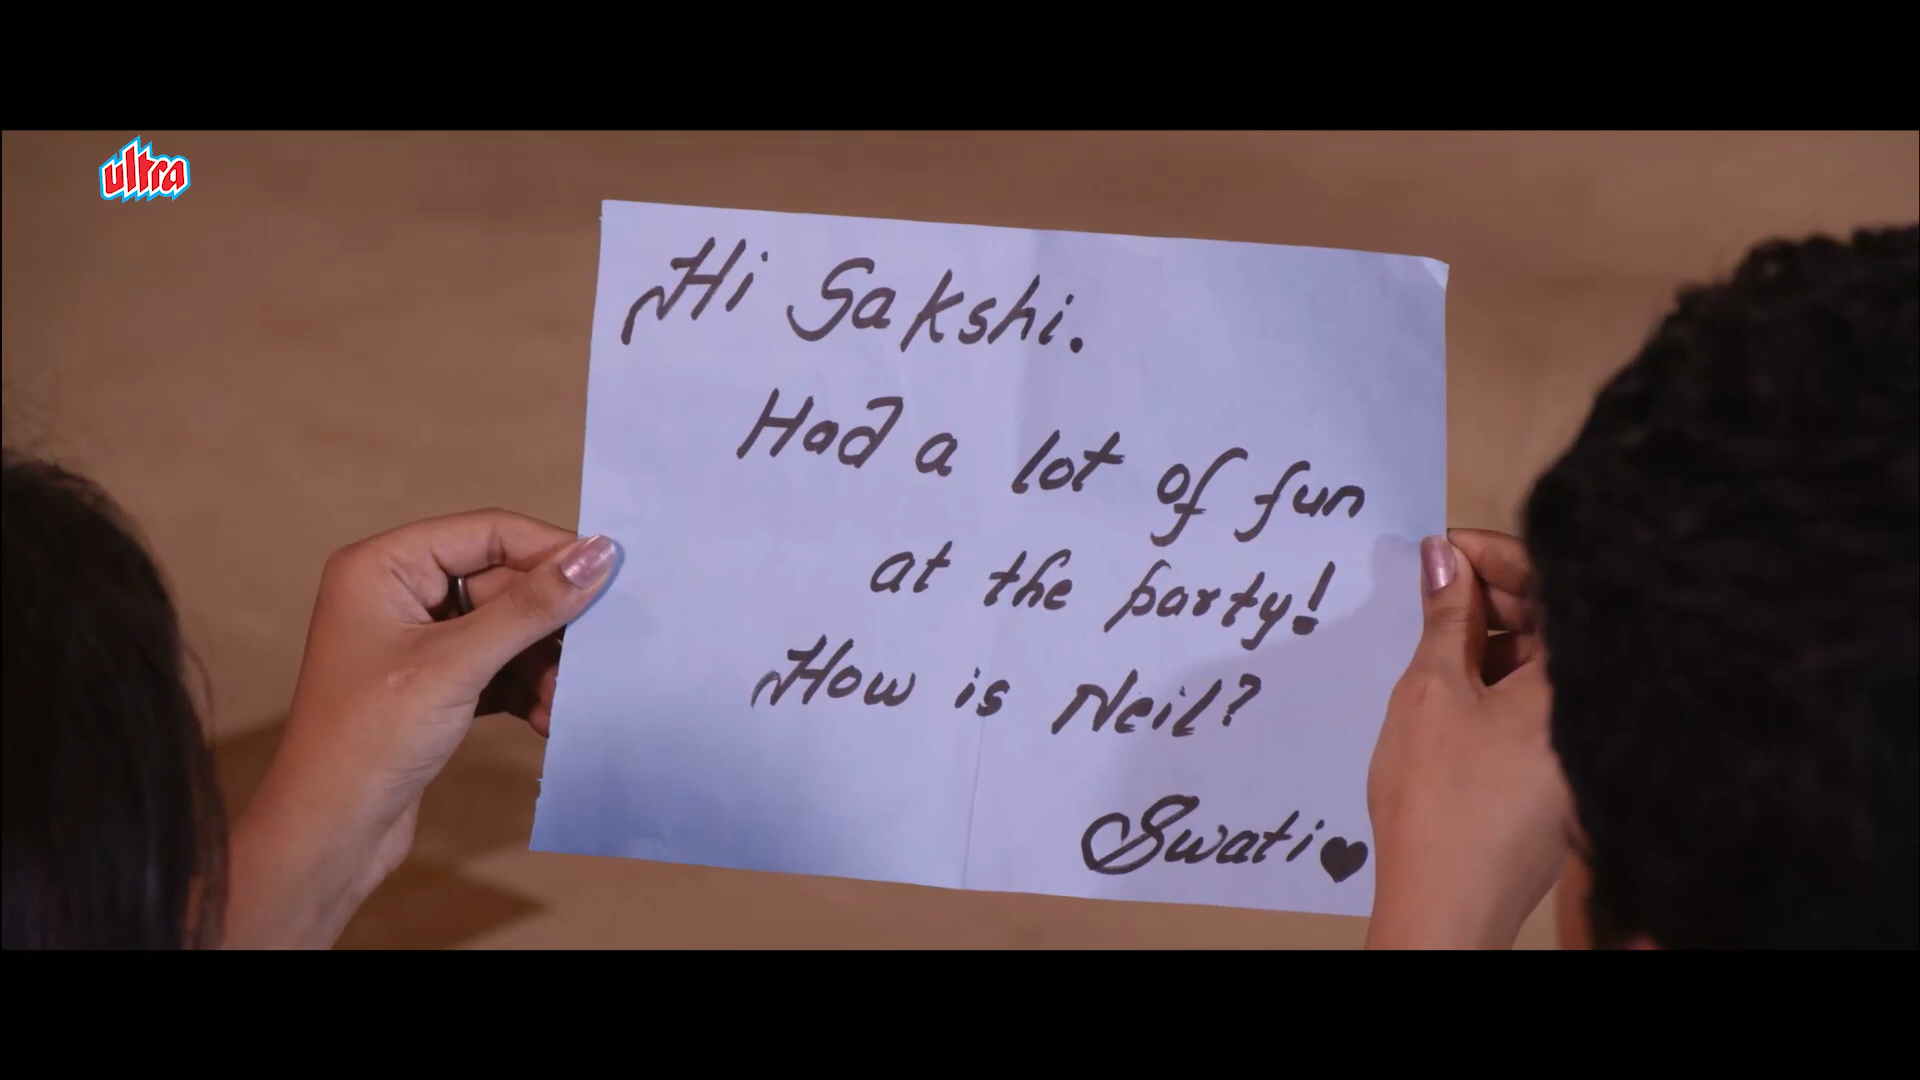 ultra
Hi Sakshi.
Had a lot of fun
at the party!
How is Neil?
Swati